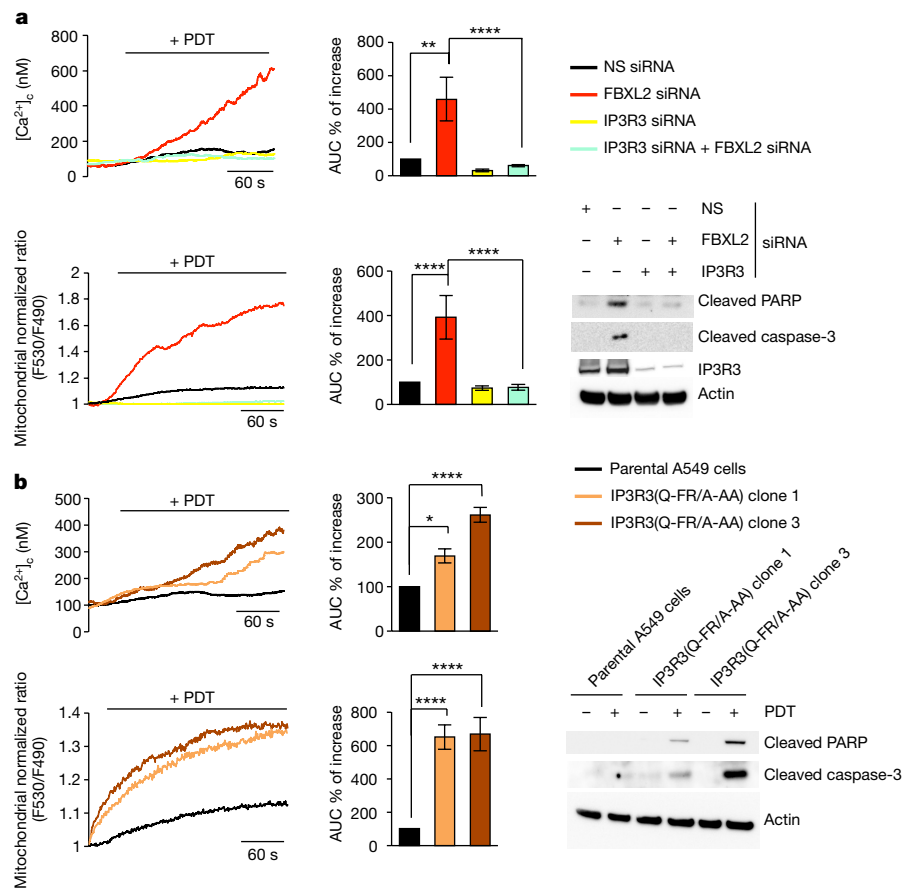 a
+ PDT
[Ca²⁺]c (nM)
800
600
400
200
0
60 s
AUC % of increase
800
600
400
200
0
**
****
NS siRNA
FBXL2 siRNA
IP3R3 siRNA
IP3R3 siRNA + FBXL2 siRNA
+ PDT
Mitochondrial normalized ratio
(F530/F490)
2
1.8
1.6
1.4
1.2
1
60 s
AUC % of increase
600
400
200
0
****
****
+ – – – NS
– + – + FBXL2
– – + + IP3R3
siRNA
Cleaved PARP
Cleaved caspase-3
IP3R3
Actin
b
+ PDT
[Ca²⁺]c (nM)
500
400
300
200
100
0
60 s
AUC % of increase
300
200
100
0
****
*
Parental A549 cells
IP3R3(Q-FR/A-AA) clone 1
IP3R3(Q-FR/A-AA) clone 3
+ PDT
Mitochondrial normalized ratio
(F530/F490)
1.4
1.3
1.2
1.1
1
60 s
AUC % of increase
800
600
400
200
0
****
****
Parental A549 cells
IP3R3(Q-FR/A-AA) clone 1
IP3R3(Q-FR/A-AA) clone 3
– + – + – + PDT
Cleaved PARP
Cleaved caspase-3
Actin